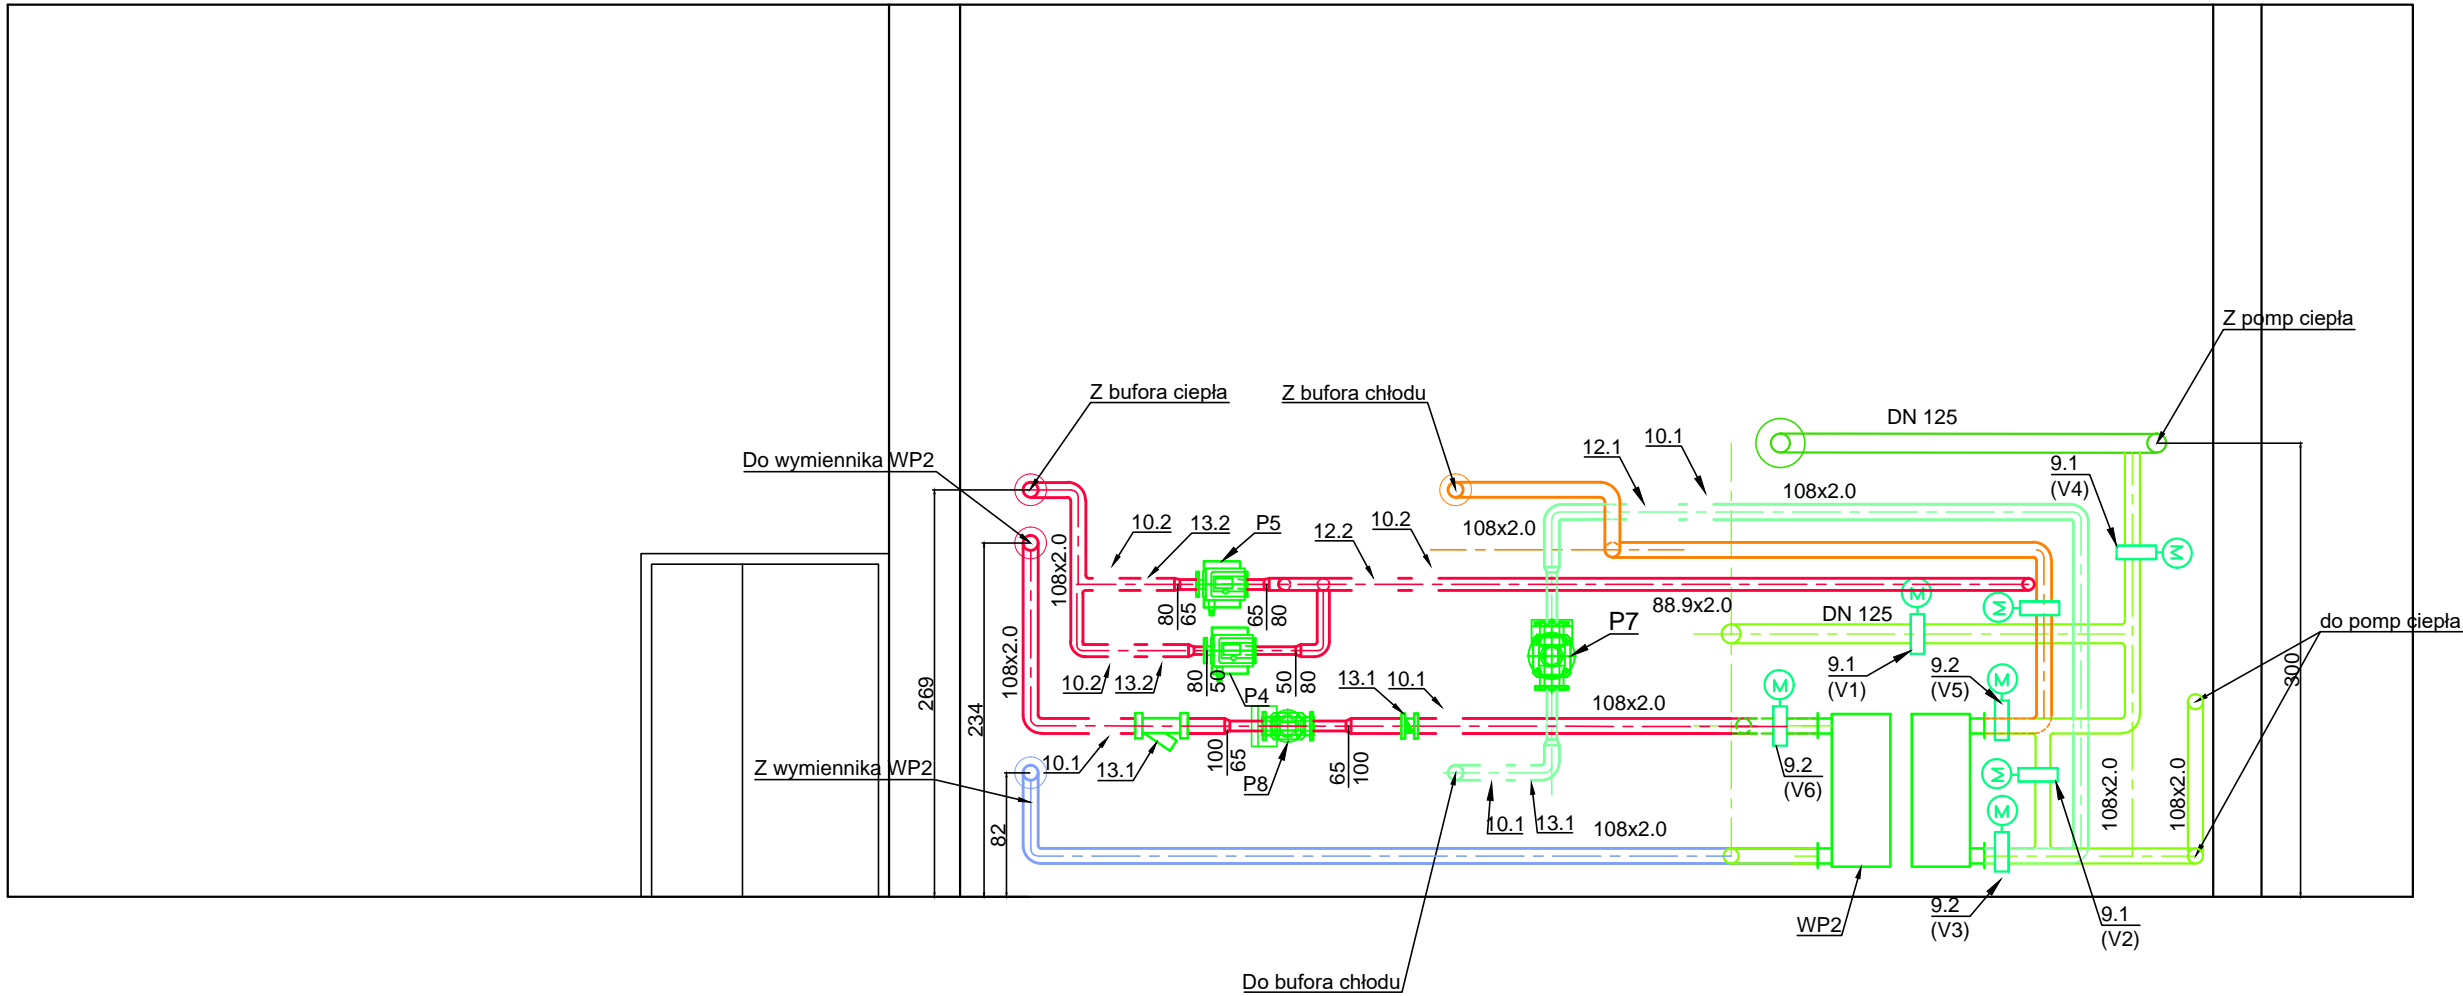 Z pomp ciepła
Z bufora ciepła
Z bufora chłodu
DN 125
Do wymiennika WP2
12.1
10.1
9.1
(V4)
108x2.0
10.2
13.2
P5
12.2
10.2
108x2.0
108x2.0
80
65
65
80
88.9x2.0
DN 125
P7
do pomp ciepła
108x2.0
269
234
10.2
13.2
80
50
P4
50
80
13.1
10.1
108x2.0
9.1
(V1)
9.2
(V5)
300
10.1
13.1
100
65
P8
65
100
Z wymiennika WP2
82
9.2
(V6)
10.1
13.1
108x2.0
108x2.0
108x2.0
M
M
M
M
M
M
WP2
9.2
(V3)
9.1
(V2)
Do bufora chłodu